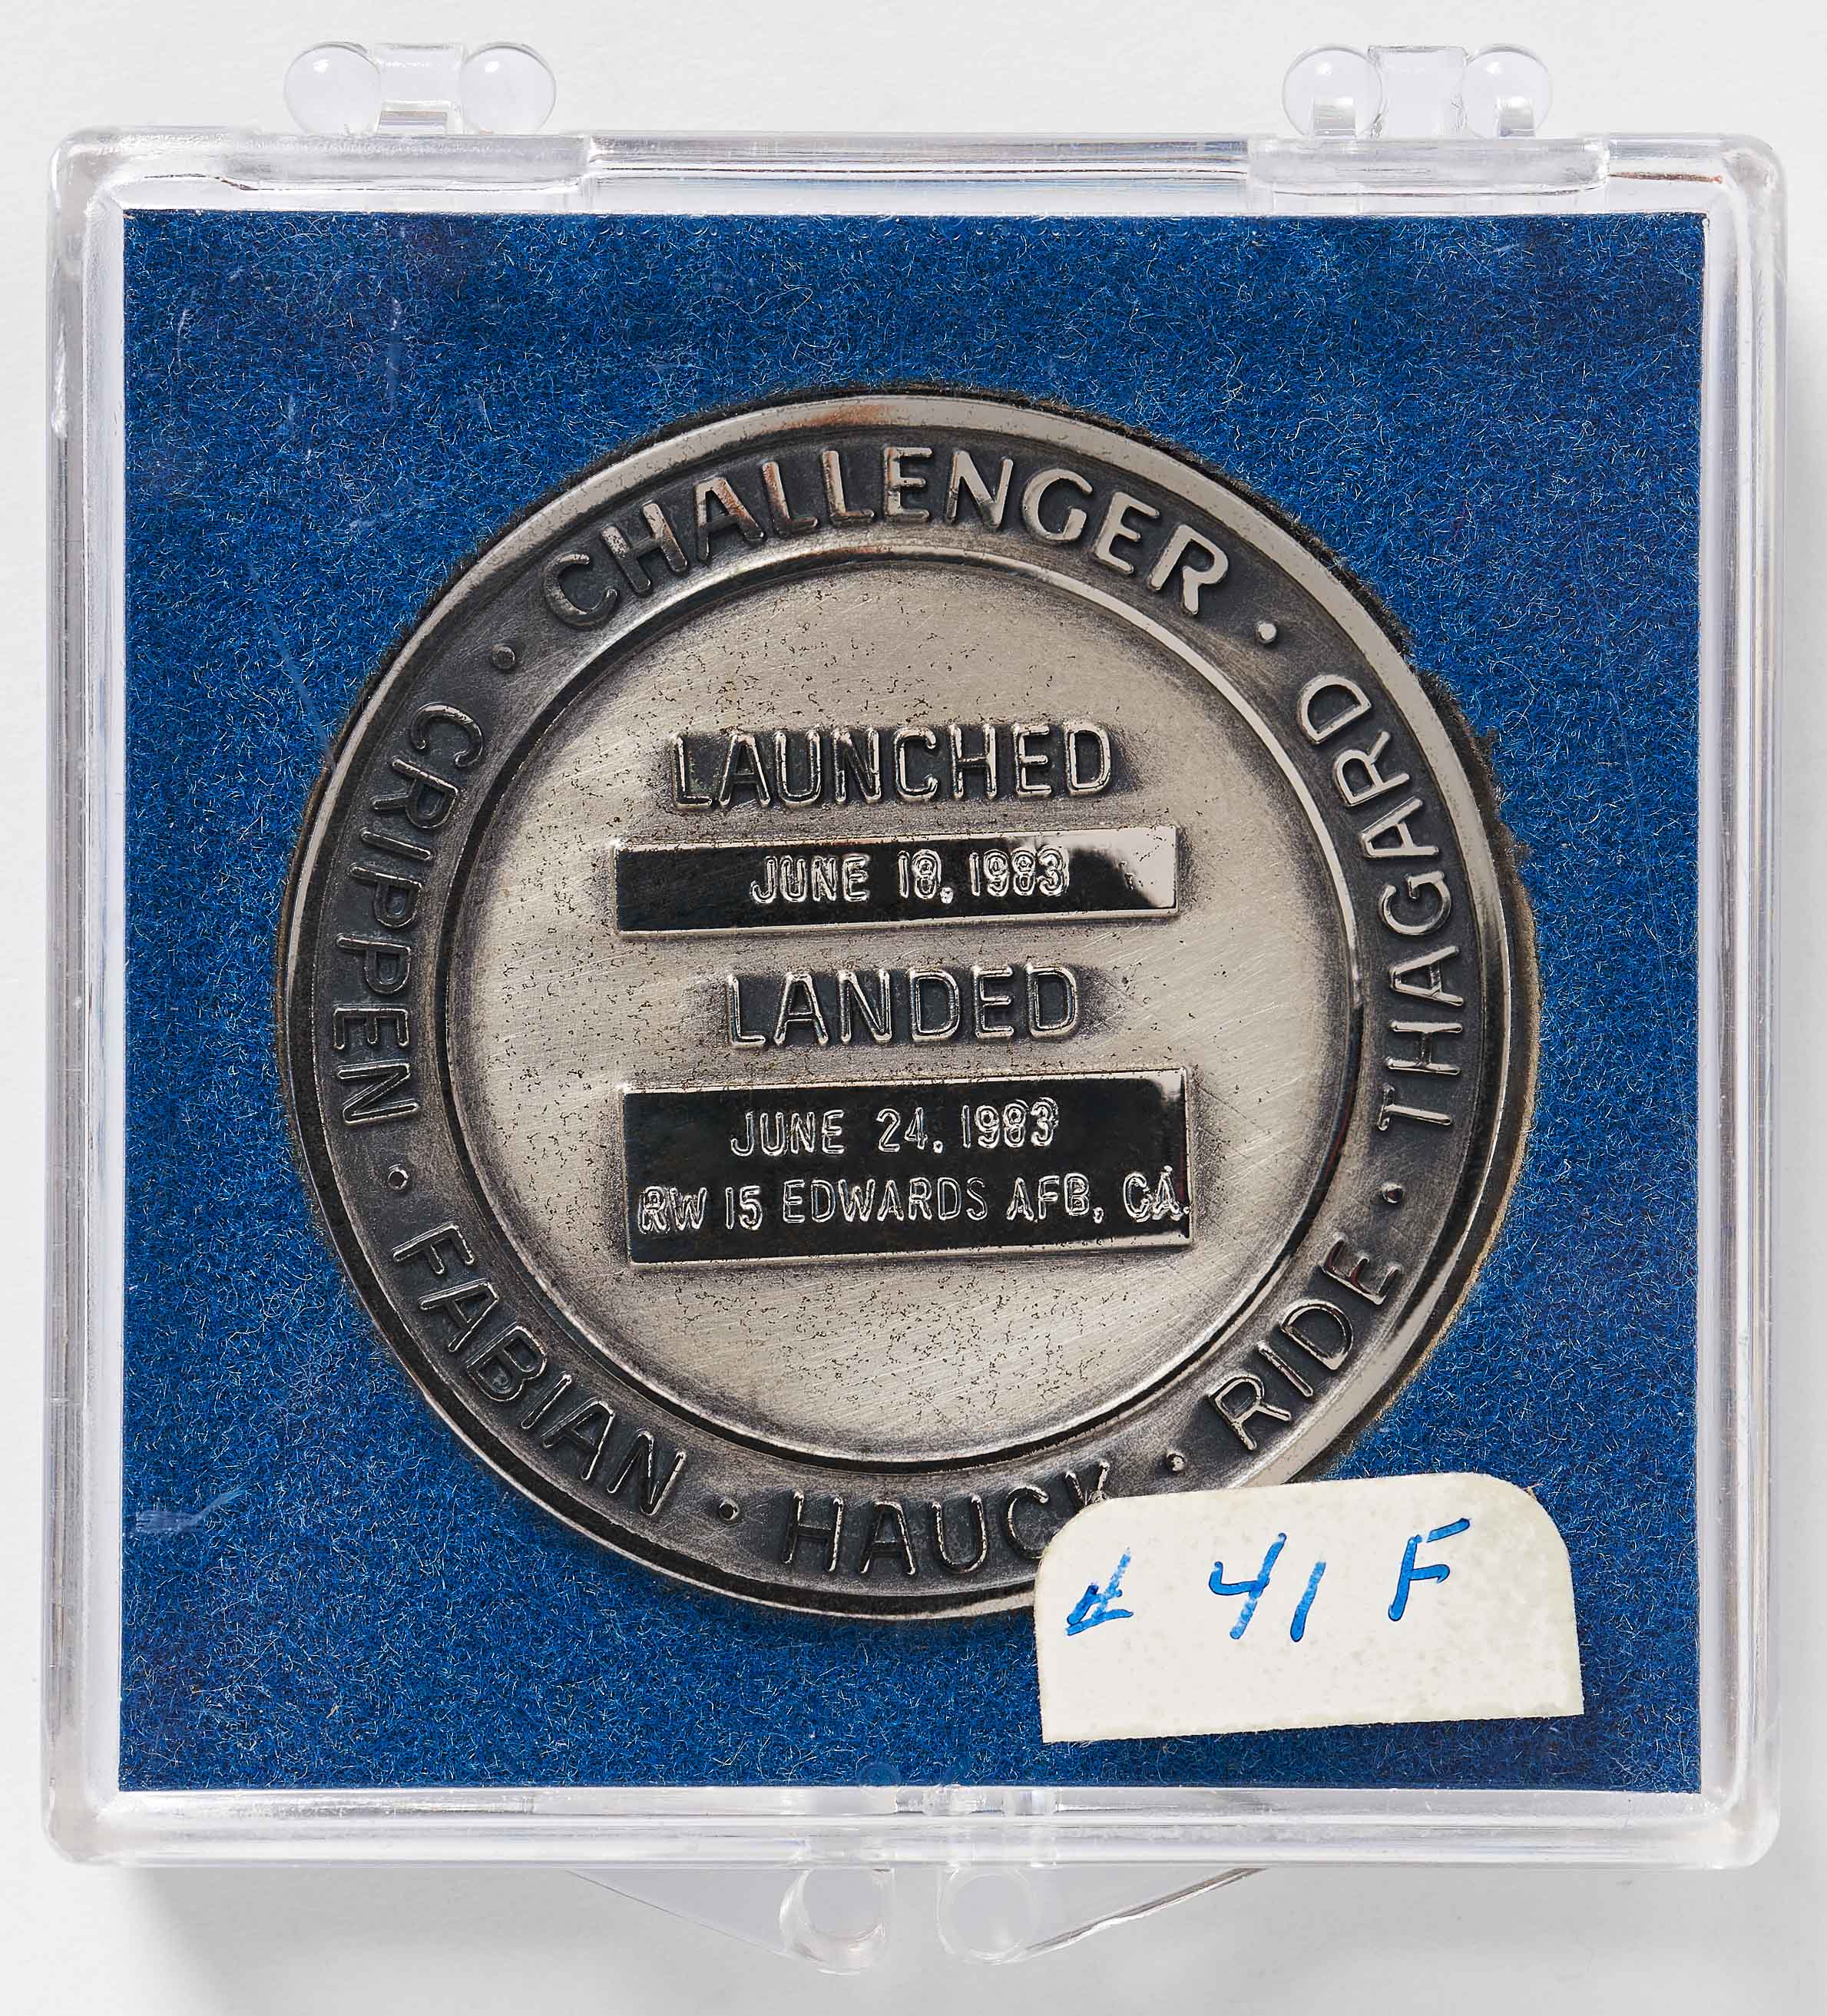 CHALLENGER · THAGARD · RIDE · HAUCK · FABIAN · CRIPPEN ·
LAUNCHED
JUNE 18, 1983
LANDED
JUNE 24, 1983
RW 15 EDWARDS AFB, CA.
41 F